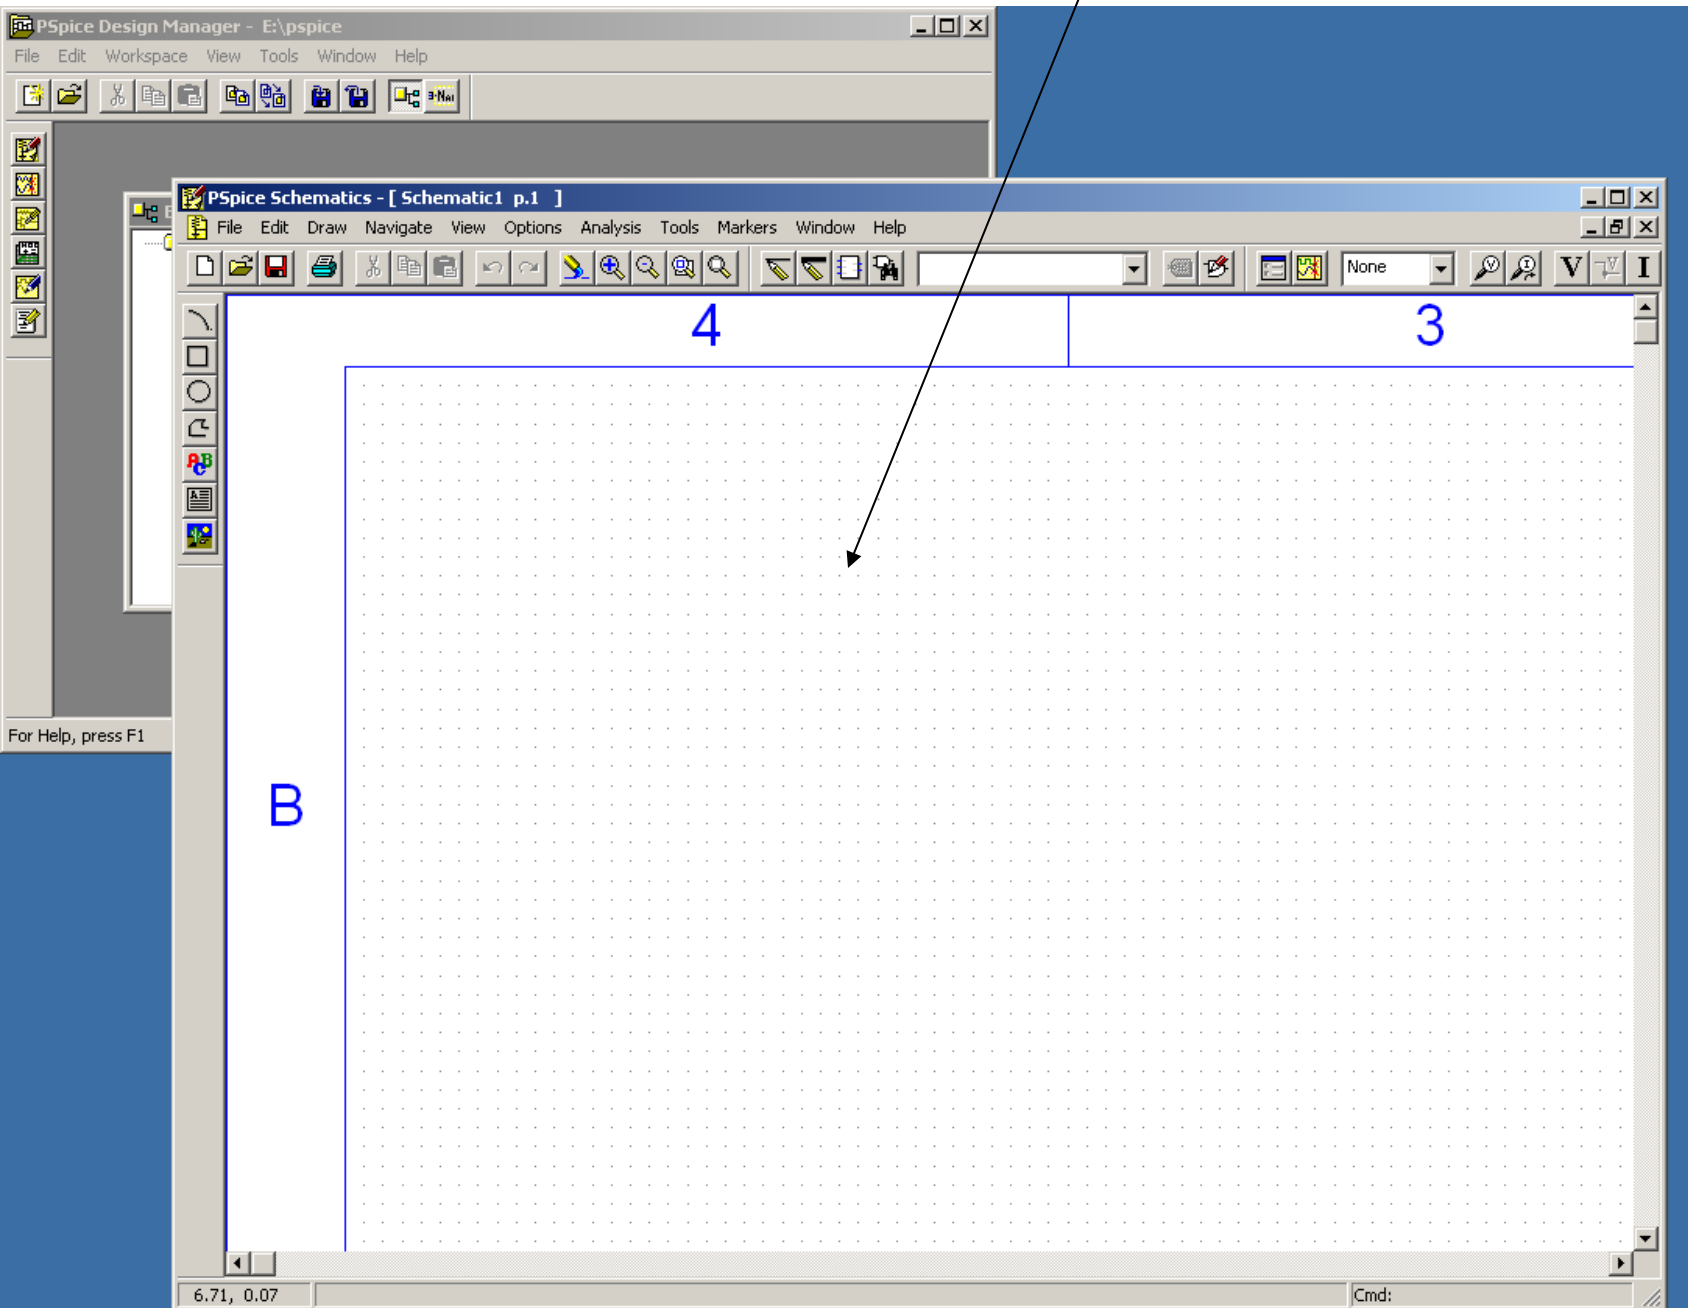 PSpice Design Manager - E:\pspice
File Edit Workspace View Tools Window Help
PSpice Schematics - [ Schematic1 p.1 ]
File Edit Draw Navigate View Options Analysis Tools Markers Window Help
None
V V I
4 3
ABC
B
For Help, press F1
6.71, 0.07
Cmd: